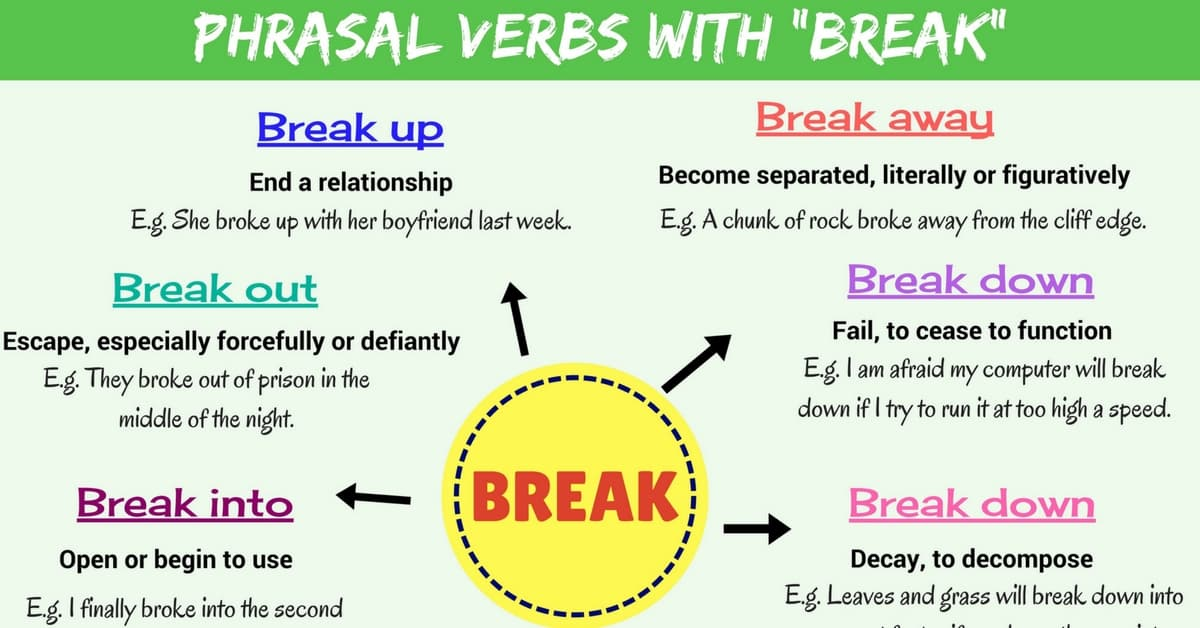 PHRASAL VERBS WITH "BREAK"
Break up
End a relationship
E.g. She broke up with her boyfriend last week.
Break away
Become separated, literally or figuratively
E.g. A chunk of rock broke away from the cliff edge.
Break out
Escape, especially forcefully or defiantly
E.g. They broke out of prison in the
middle of the night.
Break down
Fail, to cease to function
E.g. I am afraid my computer will break
down if I try to run it at too high a speed.
BREAK
Break into
Open or begin to use
E.g. I finally broke into the second
Break down
Decay, to decompose
E.g. Leaves and grass will break down into